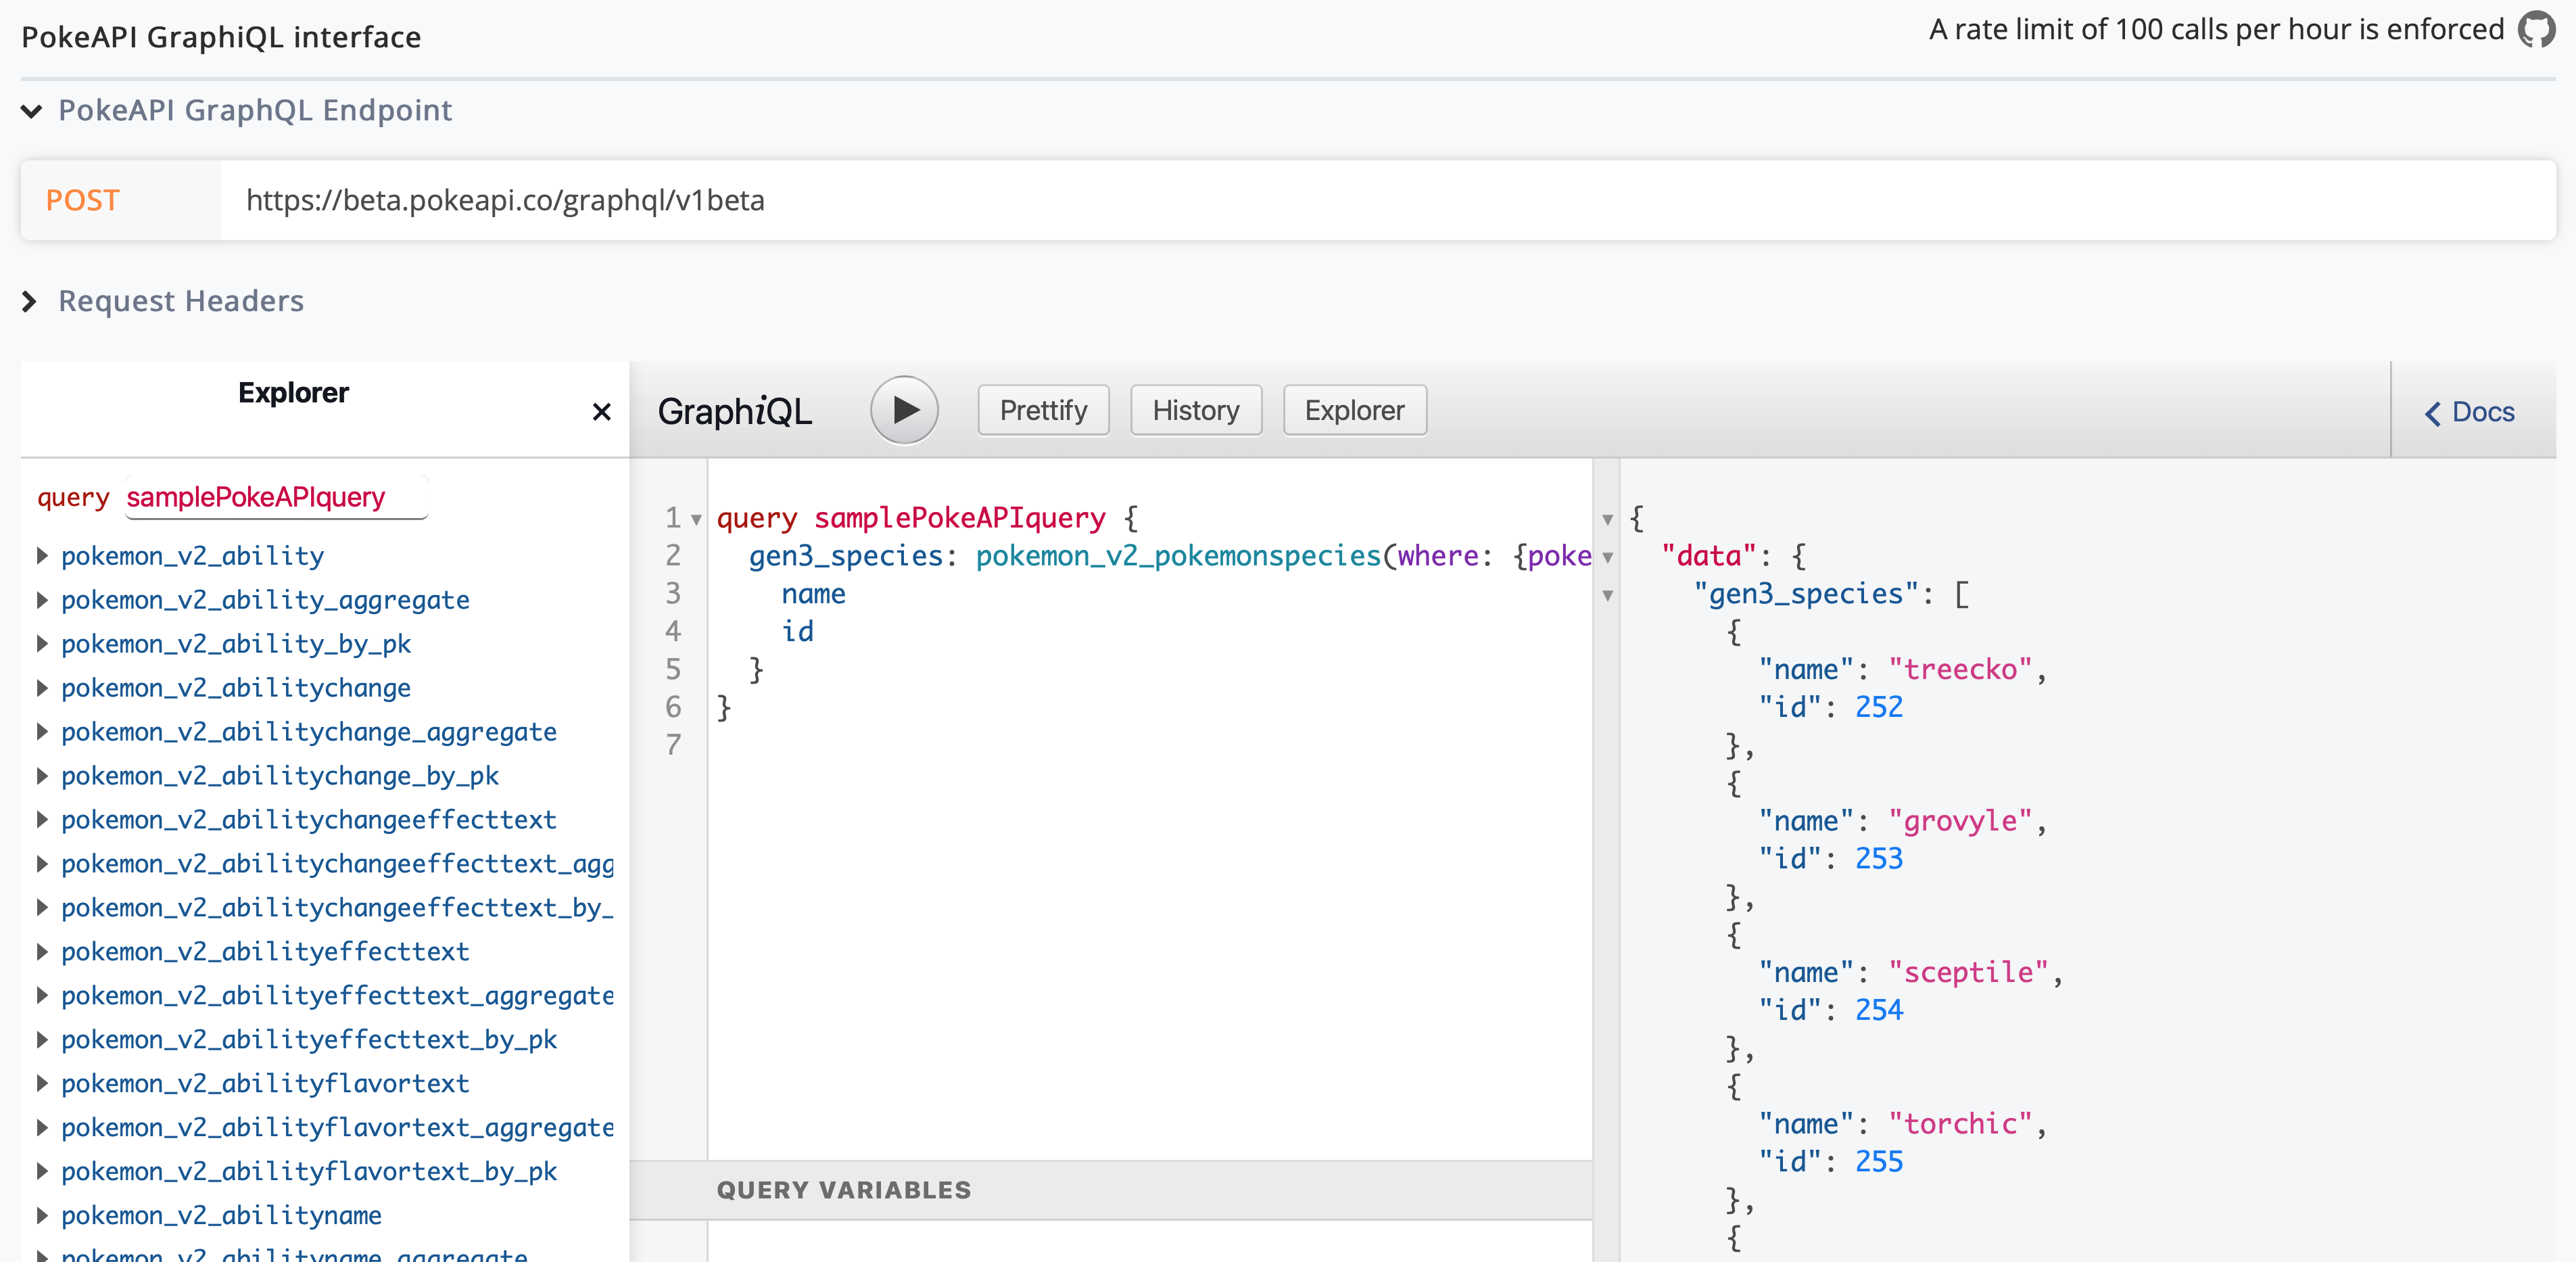 PokeAPI GraphiQL interface
A rate limit of 100 calls per hour is enforced
PokeAPI GraphQL Endpoint
POST https://beta.pokeapi.co/graphql/v1beta
Request Headers
Explorer
GraphiQL Prettify History Explorer Docs
query samplePokeAPIquery
pokemon_v2_ability
pokemon_v2_ability_aggregate
pokemon_v2_ability_by_pk
pokemon_v2_abilitychange
pokemon_v2_abilitychange_aggregate
pokemon_v2_abilitychange_by_pk
pokemon_v2_abilitychangeeffecttext
pokemon_v2_abilitychangeeffecttext_agg
pokemon_v2_abilitychangeeffecttext_by_
pokemon_v2_abilityeffecttext
pokemon_v2_abilityeffecttext_aggregate
pokemon_v2_abilityeffecttext_by_pk
pokemon_v2_abilityflavortext
pokemon_v2_abilityflavortext_aggregate
pokemon_v2_abilityflavortext_by_pk
pokemon_v2_abilityname
pokemon_v2_abilityname_aggregate
1 query samplePokeAPIquery {
2 gen3_species: pokemon_v2_pokemonspecies(where: {poke
3 name
4 id
5 }
6 }
7
QUERY VARIABLES
{
"data": {
"gen3_species": [
{
"name": "treecko",
"id": 252
},
{
"name": "grovyle",
"id": 253
},
{
"name": "sceptile",
"id": 254
},
{
"name": "torchic",
"id": 255
},
{